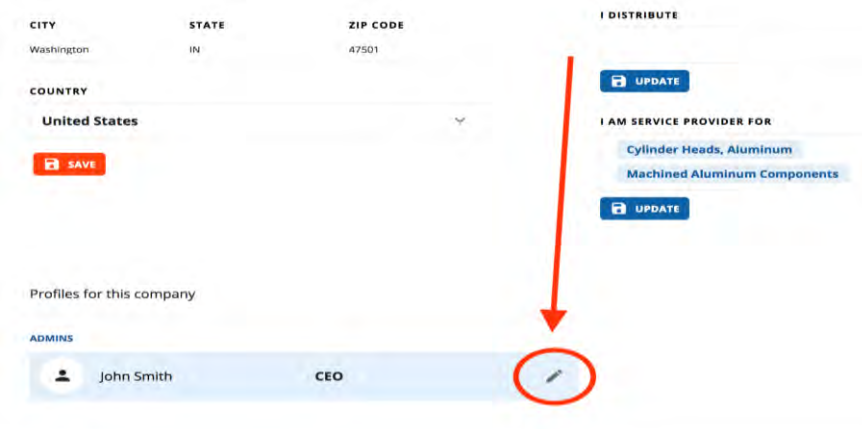 CITY STATE ZIP CODE
Washington IN 47501
COUNTRY
United States
SAVE
I DISTRIBUTE
UPDATE
I AM SERVICE PROVIDER FOR
Cylinder Heads, Aluminum
Machined Aluminum Components
UPDATE
Profiles for this company
ADMINS
John Smith CEO